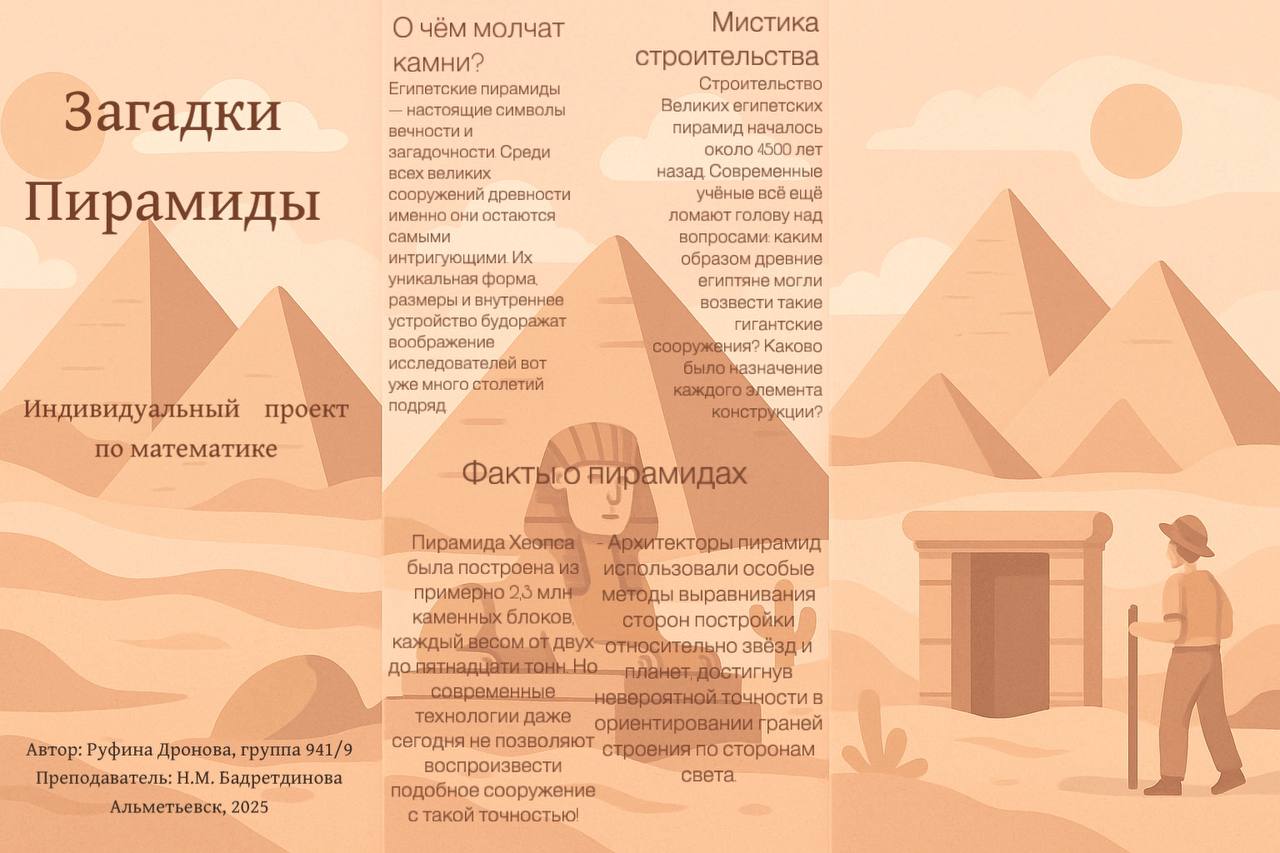 Загадки
Пирамиды
Индивидуальный проект
по математике
Автор: Руфина Дронова, группа 941/9
Преподаватель: Н.М. Бадретдинова
Альметьевск, 2025
О чём молчат
камни?
Египетские пирамиды
— настоящие символы
вечности и
загадочности. Среди
всех великих
сооружений древности
именно они остаются
самыми
интригующими. Их
уникальная форма,
размеры и внутреннее
устройство будоражат
воображение
исследователей вот
уже много столетий
подряд.
Мистика
строительства
Строительство
Великих египетских
пирамид началось
около 4500 лет
назад. Современные
учёные всё ещё
ломают голову над
вопросами: каким
образом древние
египтяне могли
возвести такие
гигантские
сооружения? Каково
было назначение
каждого элемента
конструкции?
Факты о пирамидах
Пирамида Хеопса
была построена из
примерно 2,3 млн
каменных блоков,
каждый весом от двух
до пятнадцати тонн. Но
современные
технологии даже
сегодня не позволяют
воспроизвести
подобное сооружение
с такой точностью!
- Архитекторы пирамид
использовали особые
методы выравнивания
сторон постройки
относительно звёзд и
планет, достигнув
невероятной точности в
ориентировании граней
строения по сторонам
света.